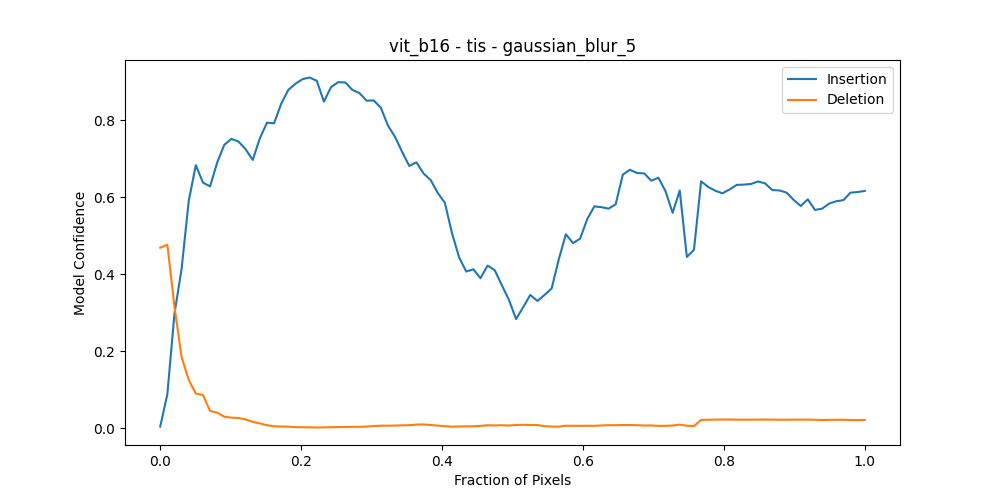 vit_b16 - tis - gaussian_blur_5
Insertion
Deletion
Model Confidence
0.8
0.6
0.4
0.2
0.0
0.0
0.2
0.4
0.6
0.8
1.0
Fraction of Pixels